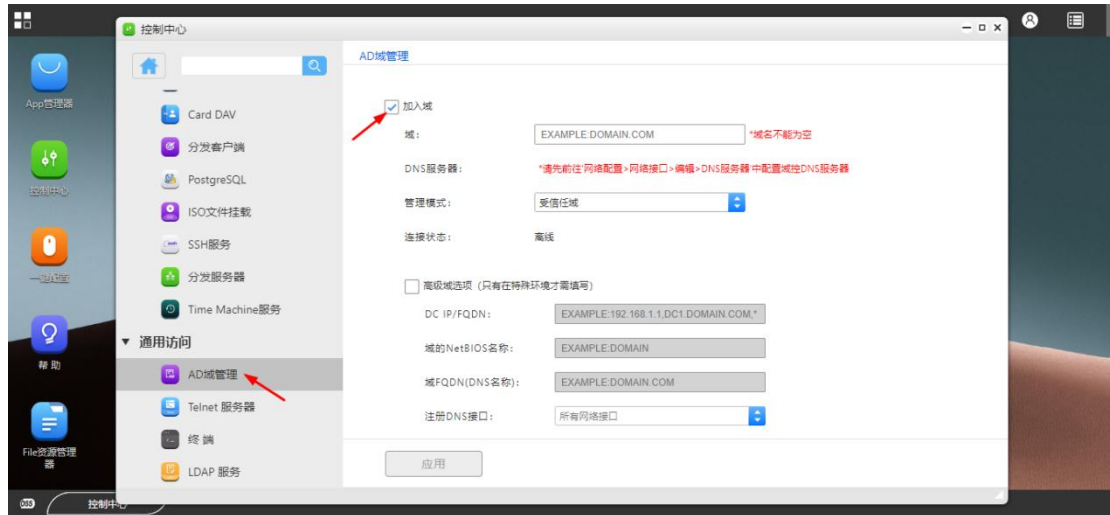 控制中心
App管理器
控制中心
一键配置
帮 助
File资源管理
器
Card DAV
分发客户端
PostgreSQL
ISO文件挂载
SSH服务
分发服务器
Time Machine服务
通用访问
AD域管理
Telnet 服务器
终 端
LDAP 服务
AD域管理
加入域
域：
EXAMPLE:DOMAIN.COM
*域名不能为空
DNS服务器：
*请先前往'网络配置>网络接口>编辑>DNS服务器'中配置域控DNS服务器
管理模式：
受信任域
连接状态：
离线
高级域选项（只有在特殊环境才需填写）
DC IP/FQDN：
EXAMPLE:192.168.1.1,DC1.DOMAIN.COM,*
域的NetBIOS名称：
EXAMPLE:DOMAIN
域FQDN(DNS名称)：
EXAMPLE:DOMAIN.COM
注册DNS接口：
所有网络接口
应用
控制中心